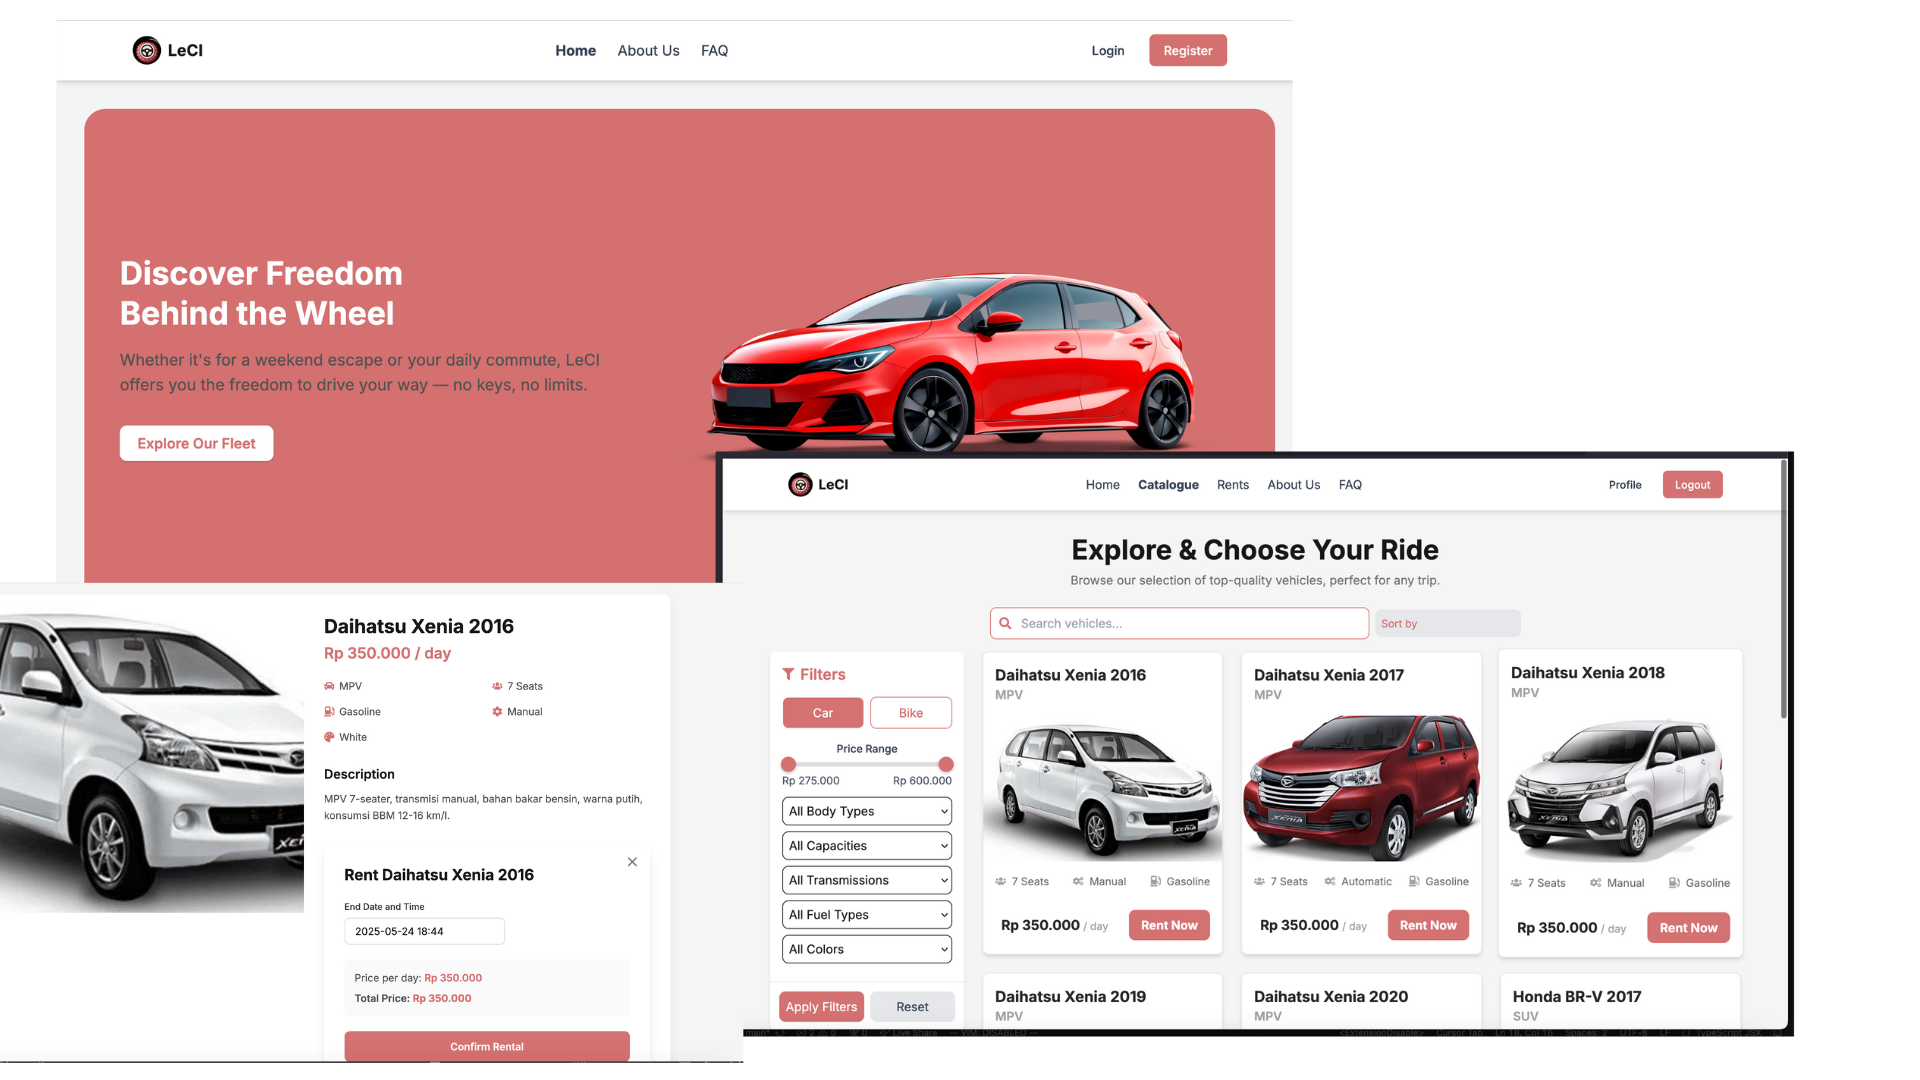 LeCI
Home
About Us
FAQ
Login
Register
Discover Freedom
Behind the Wheel
Whether it's for a weekend escape or your daily commute, LeCI
offers you the freedom to drive your way — no keys, no limits.
Explore Our Fleet
LeCI
Home
Catalogue
Rents
About Us
FAQ
Profile
Logout
Explore & Choose Your Ride
Browse our selection of top-quality vehicles, perfect for any trip.
Search vehicles...
Sort by
Filters
Car
Bike
Price Range
Rp 275.000
Rp 600.000
All Body Types
All Capacities
All Transmissions
All Fuel Types
All Colors
Apply Filters
Reset
Daihatsu Xenia 2016
MPV
XENIA
7 Seats
Manual
Gasoline
Rp 350.000 / day
Rent Now
Daihatsu Xenia 2017
MPV
XENIA
7 Seats
Automatic
Gasoline
Rp 350.000 / day
Rent Now
Daihatsu Xenia 2018
MPV
XENIA
7 Seats
Manual
Gasoline
Rp 350.000 / day
Rent Now
Daihatsu Xenia 2019
MPV
Daihatsu Xenia 2020
MPV
Honda BR-V 2017
SUV
Daihatsu Xenia 2016
Rp 350.000 / day
MPV
7 Seats
Gasoline
Manual
White
Description
MPV 7-seater, transmisi manual, bahan bakar bensin, warna putih,
konsumsi BBM 12-16 km/l.
Rent Daihatsu Xenia 2016
End Date and Time
2025-05-24 18:44
Price per day: Rp 350.000
Total Price: Rp 350.000
Confirm Rental